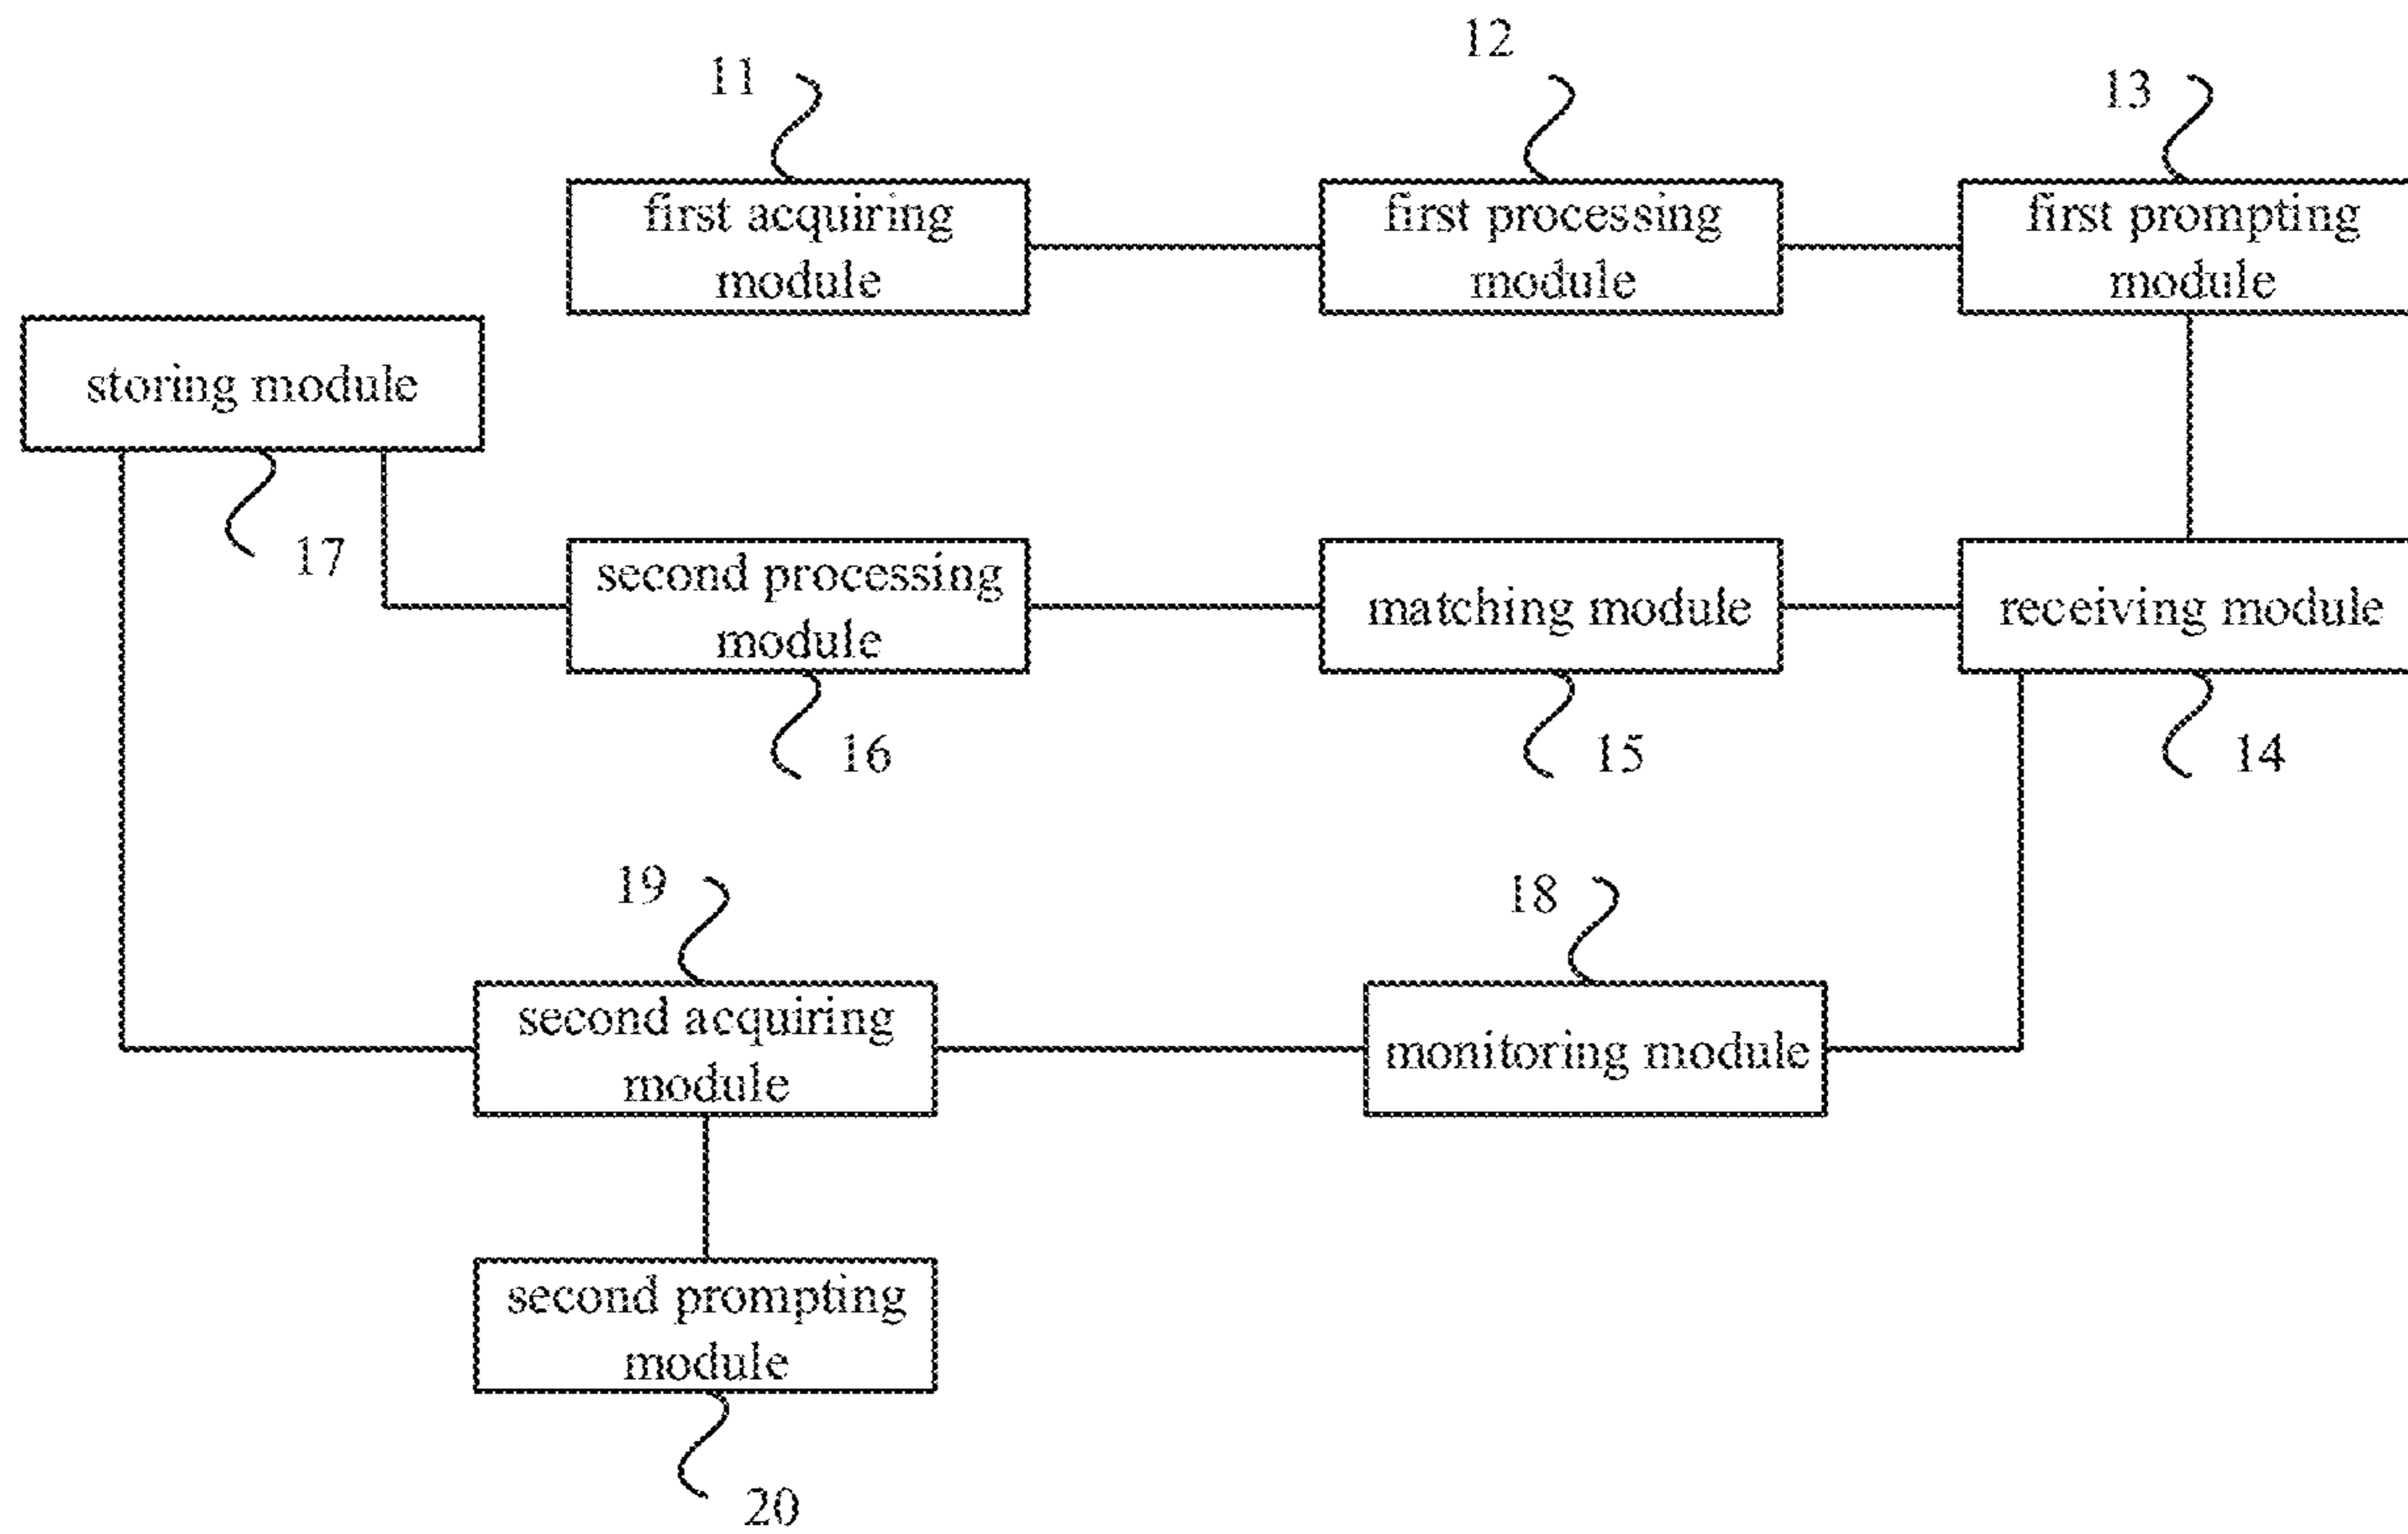 11
12
13
first acquiring
module
first processing
module
first prompting
module
storing module
17
second processing
module
matching module
receiving module
16
15
14
19
18
second acquiring
module
monitoring module
second prompting
module
20